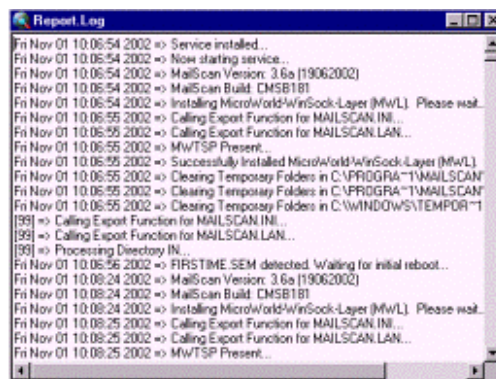 Report.Log
Fri Nov 01 10:06:54 2002 => Service installed...
Fri Nov 01 10:06:54 2002 => Now starting service...
Fri Nov 01 10:06:54 2002 => MailScan Version: 3.6a (19062002)
Fri Nov 01 10:06:54 2002 => MailScan Build: CMSB181
Fri Nov 01 10:06:54 2002 => Installing MicroWorld-WinSock-Layer (MWL). Please wait..
Fri Nov 01 10:06:55 2002 => Calling Export Function for MAILSCAN.INI...
Fri Nov 01 10:06:55 2002 => Calling Export Function for MAILSCAN.LAN...
Fri Nov 01 10:06:55 2002 => MWTSP Present...
Fri Nov 01 10:06:55 2002 => Successfully Installed MicroWorld-WinSock-Layer (MWL).
Fri Nov 01 10:06:55 2002 => Clearing Temporary Folders in C:\PROGRA~1\MAILSCAN\
Fri Nov 01 10:06:55 2002 => Clearing Temporary Folders in C:\PROGRA~1\MAILSCAN\
Fri Nov 01 10:06:55 2002 => Clearing Temporary Folders in C:\WINDOWS\TEMPOR~1
[99] => Calling Export Function for MAILSCAN.INI...
[99] => Calling Export Function for MAILSCAN.LAN...
[99] => Processing Directory IN...
Fri Nov 01 10:06:56 2002 => FIRSTIME.SEM detected. Waiting for initial reboot...
Fri Nov 01 10:08:24 2002 => MailScan Version: 3.6a (19062002)
Fri Nov 01 10:08:24 2002 => MailScan Build: CMSB181
Fri Nov 01 10:08:24 2002 => Installing MicroWorld-WinSock-Layer (MWL). Please wait..
Fri Nov 01 10:08:25 2002 => Calling Export Function for MAILSCAN.INI...
Fri Nov 01 10:08:25 2002 => Calling Export Function for MAILSCAN.LAN...
Fri Nov 01 10:08:25 2002 => MWTSP Present...